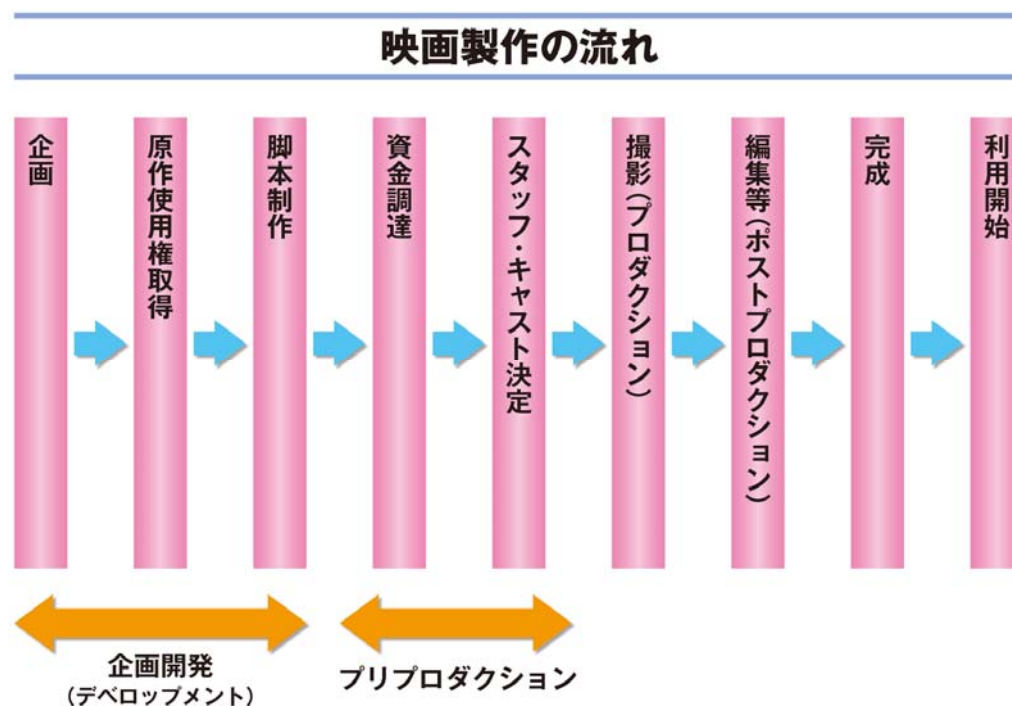 映画製作の流れ
企画
原作使用権取得
脚本制作
資金調達
スタッフ・キャスト決定
撮影(プロダクション)
編集等(ポストプロダクション)
完成
利用開始
企画開発
(デベロップメント)
プリプロダクション